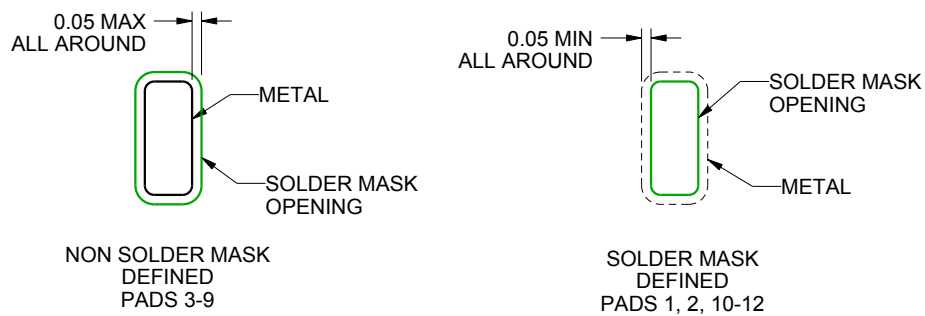 0.05 MAX
ALL AROUND
METAL
SOLDER MASK
OPENING
NON SOLDER MASK
DEFINED
PADS 3-9
0.05 MIN
ALL AROUND
SOLDER MASK
OPENING
METAL
SOLDER MASK
DEFINED
PADS 1, 2, 10-12